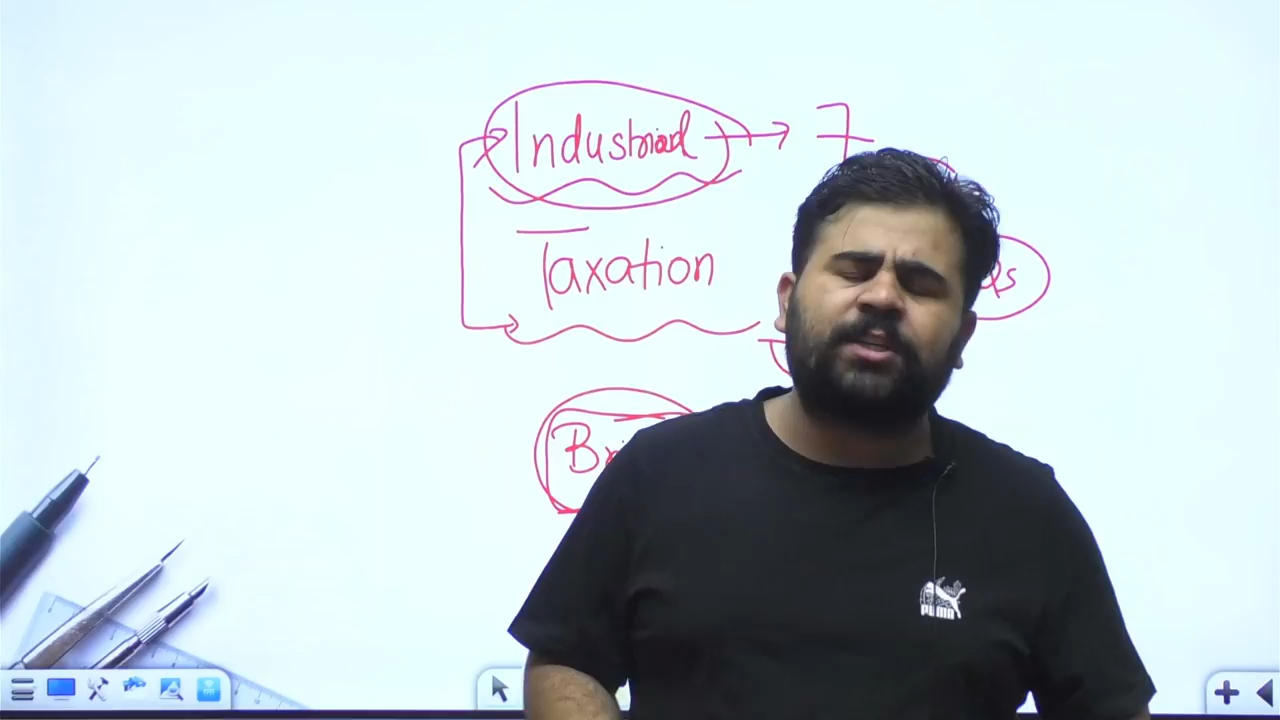 Industrial → 7
Taxation
PUMA